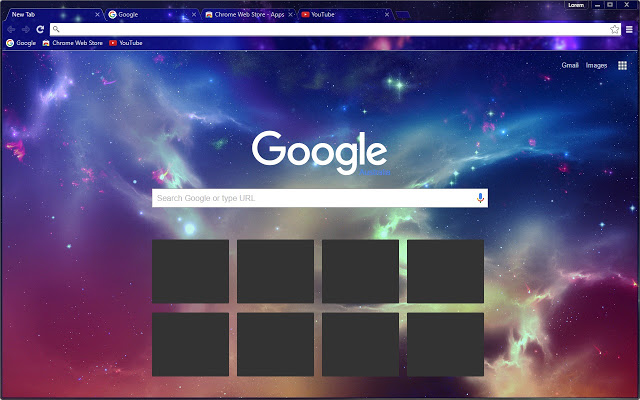 Lorem
New Tab Google Chrome Web Store - Apps YouTube
Google Chrome Web Store YouTube
Gmail Images
Google
Search Google or type URL